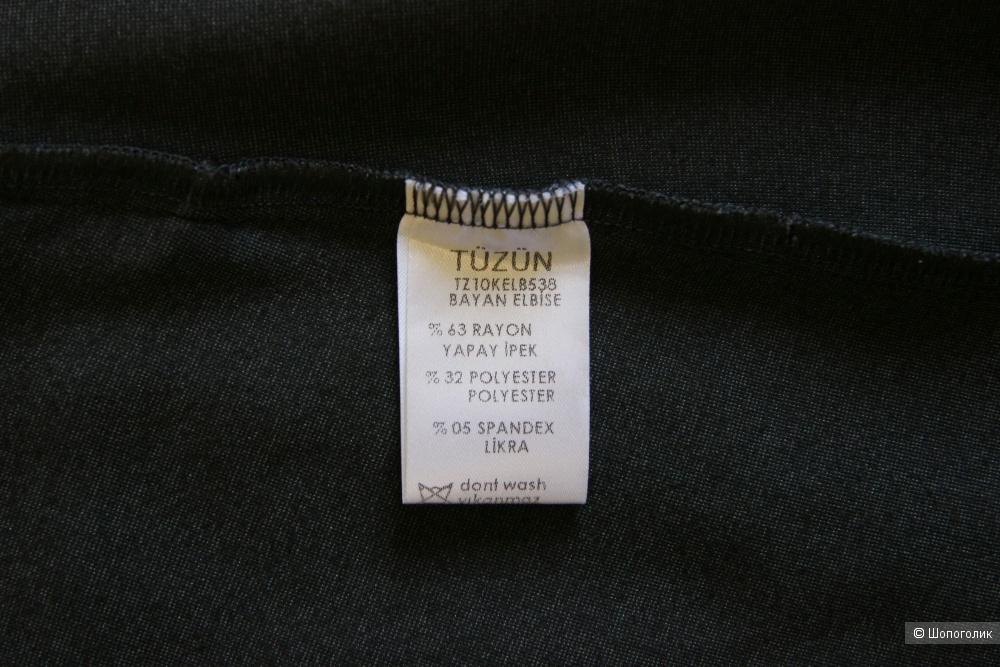 TÜZÜN
TZ10KELB538
BAYAN ELBİSE
% 63 RAYON
YAPAY İPEK
% 32 POLYESTER
POLYESTER
% 05 SPANDEX
LİKRA
dont wash
yıkanmaz
© Шопоголик